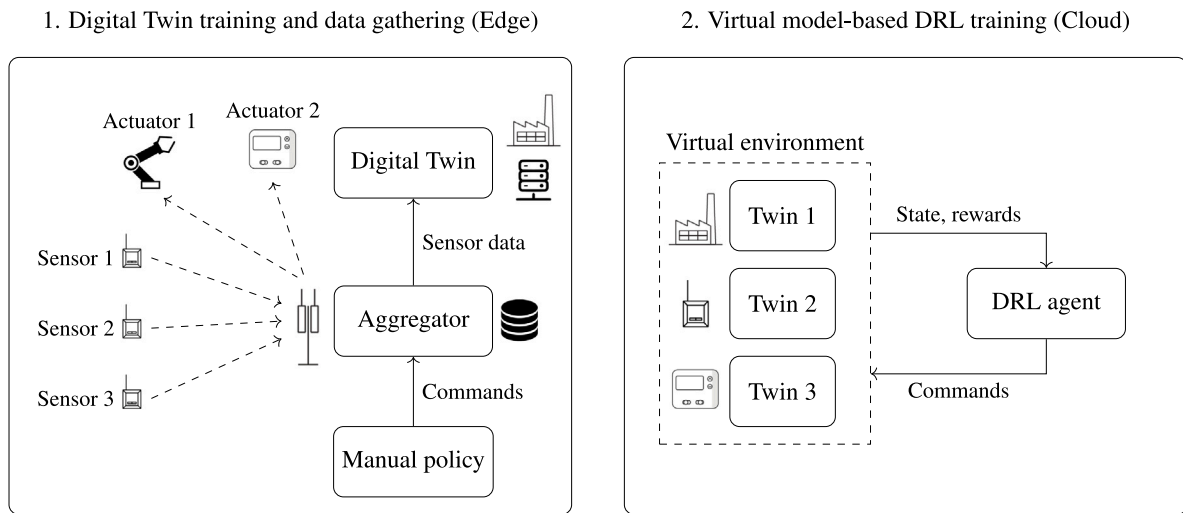 1. Digital Twin training and data gathering (Edge)
Actuator 1
Actuator 2
Digital Twin
Sensor data
Sensor 1
Sensor 2
Sensor 3
Aggregator
Commands
Manual policy
2. Virtual model-based DRL training (Cloud)
Virtual environment
Twin 1
Twin 2
Twin 3
State, rewards
DRL agent
Commands